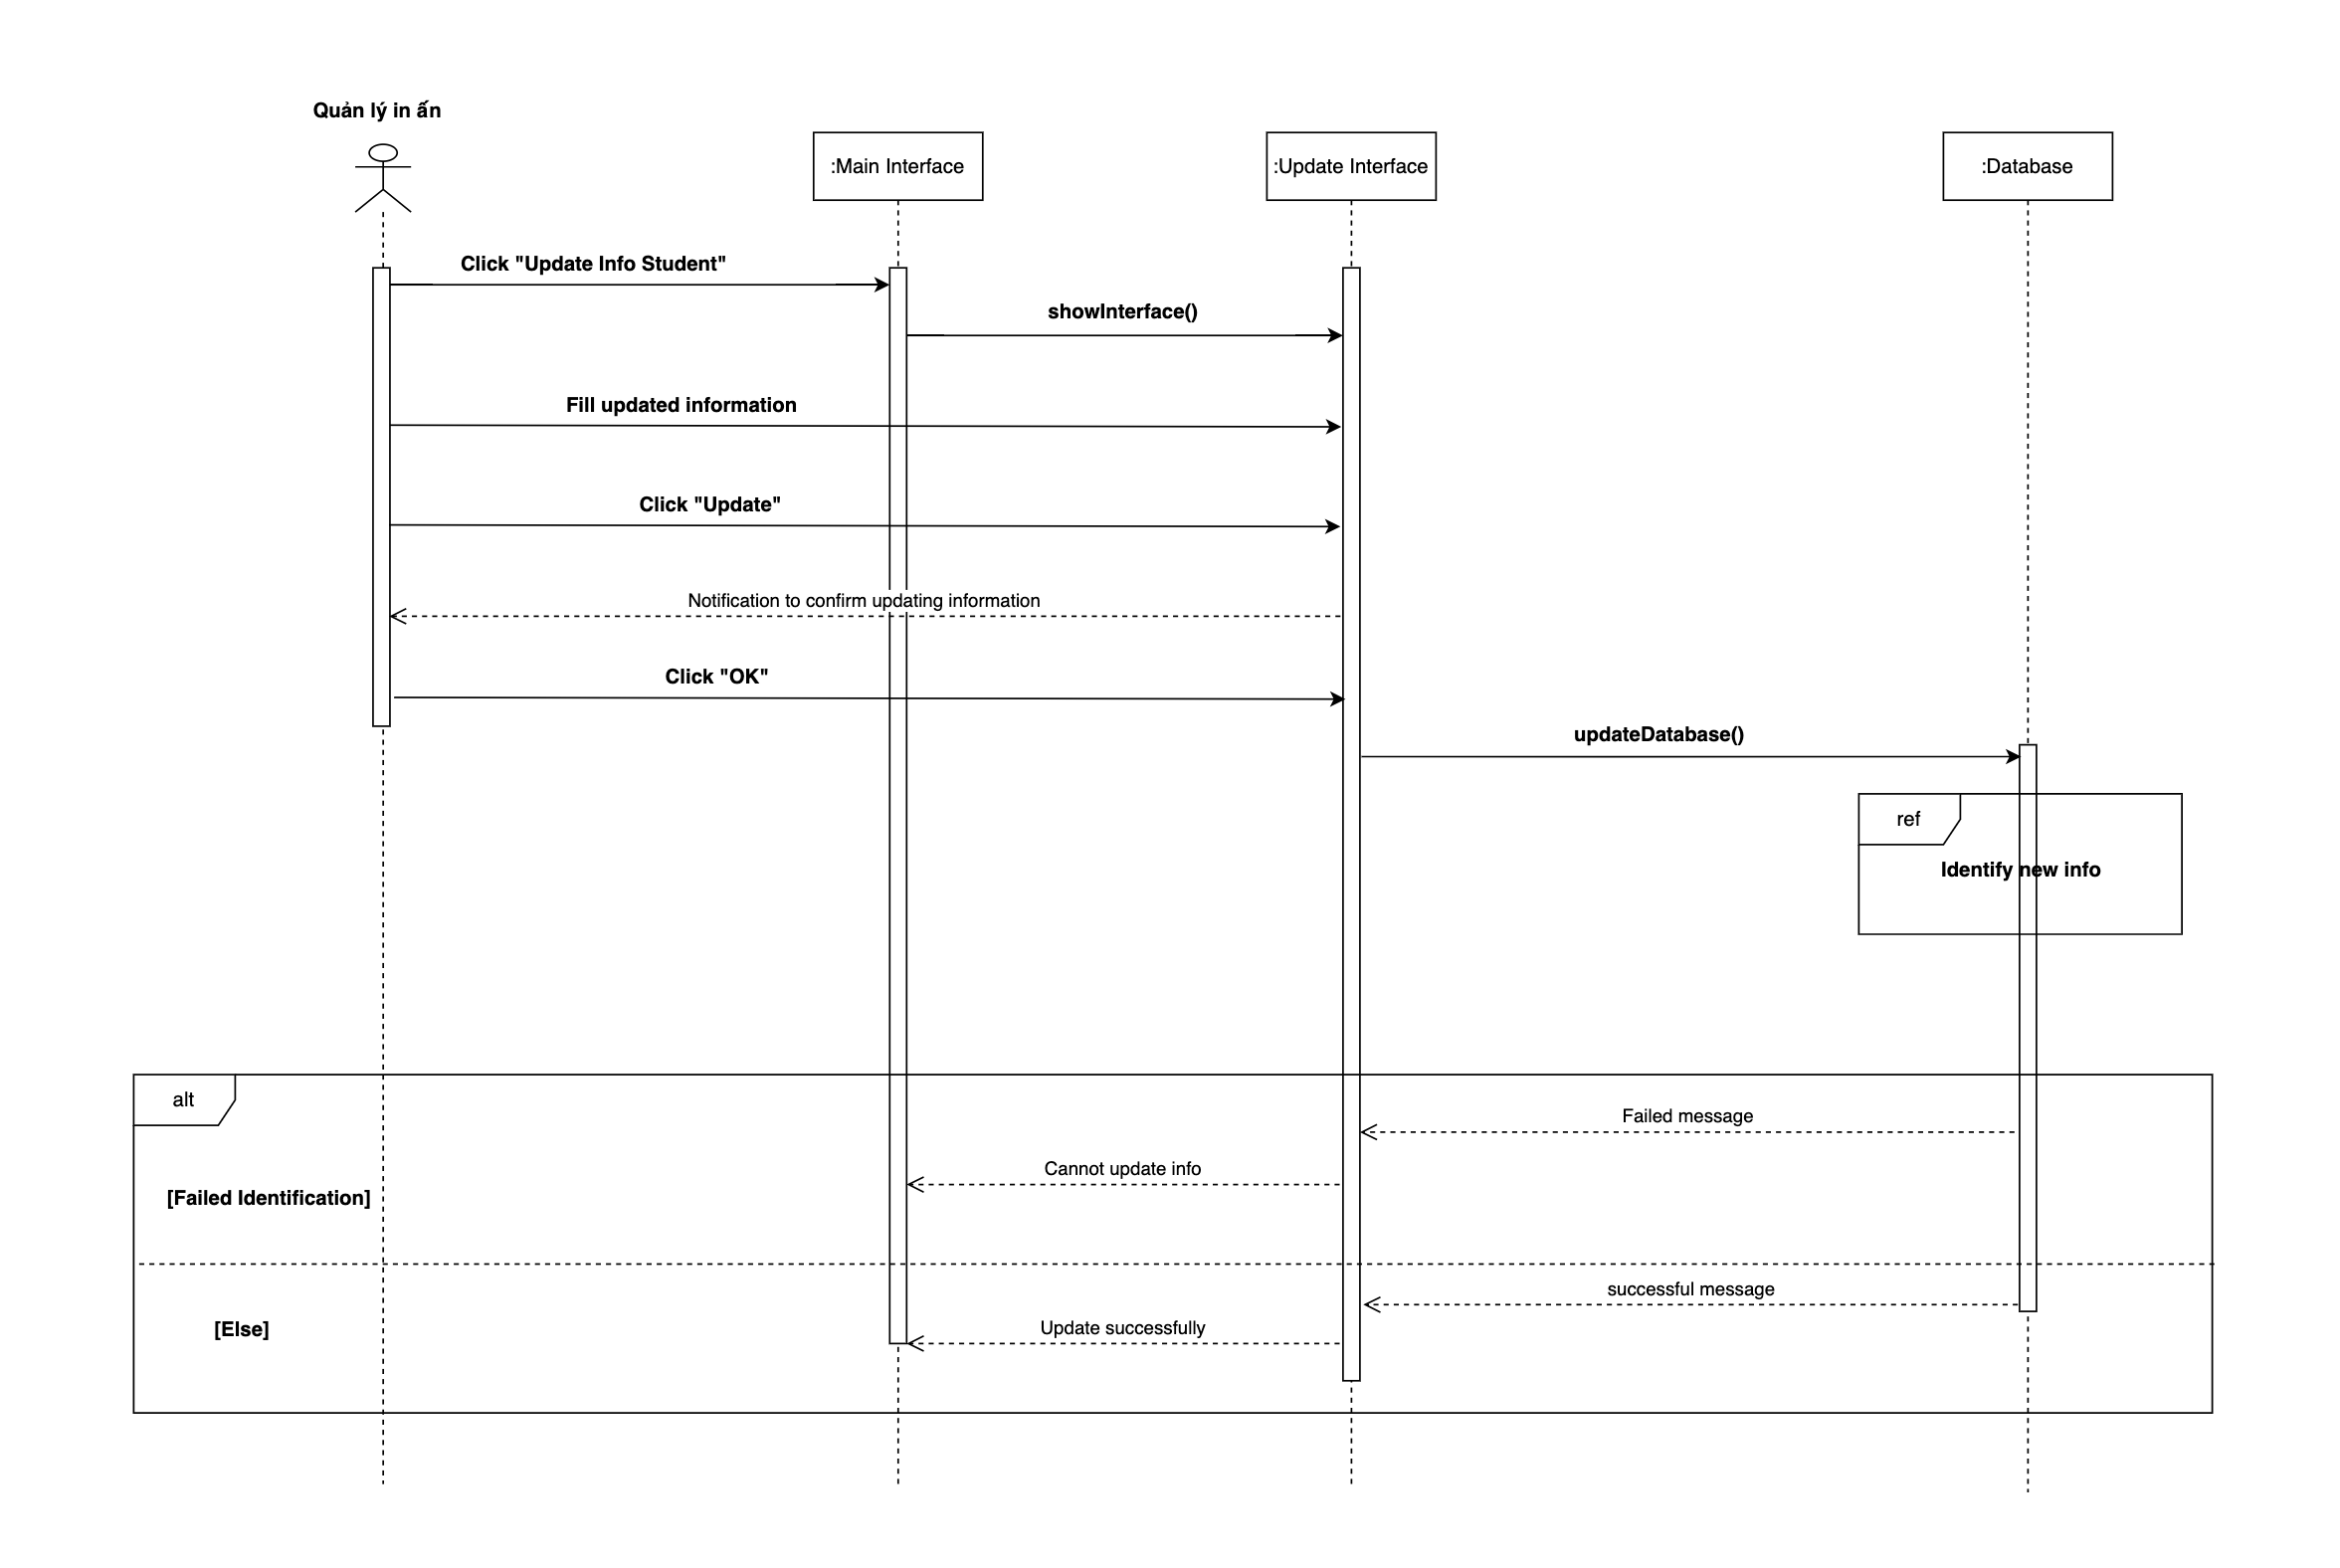 Quản lý in ấn
:Main Interface
:Update Interface
:Database
Click "Update Info Student"
showInterface()
Fill updated information
Click "Update"
Notification to confirm updating information
Click "OK"
updateDatabase()
ref
Identify new info
alt
Failed message
Cannot update info
[Failed Identification]
successful message
Update successfully
[Else]